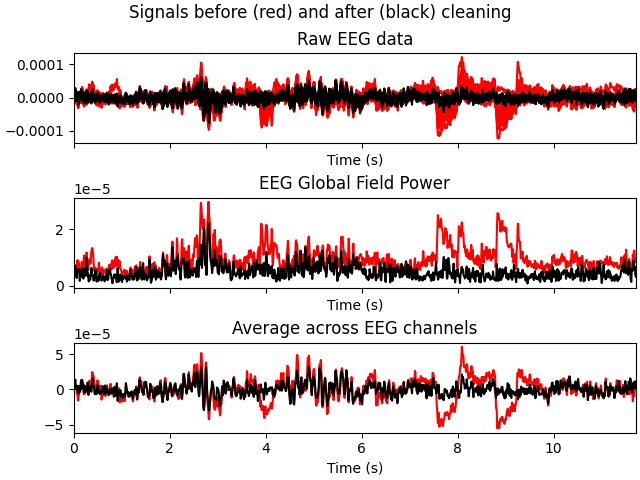 Signals before (red) and after (black) cleaning
Raw EEG data
0.0001
0.0000
−0.0001
Time (s)
EEG Global Field Power
1e−5
2
0
Time (s)
Average across EEG channels
1e−5
5
0
−5
0 2 4 6 8 10
Time (s)